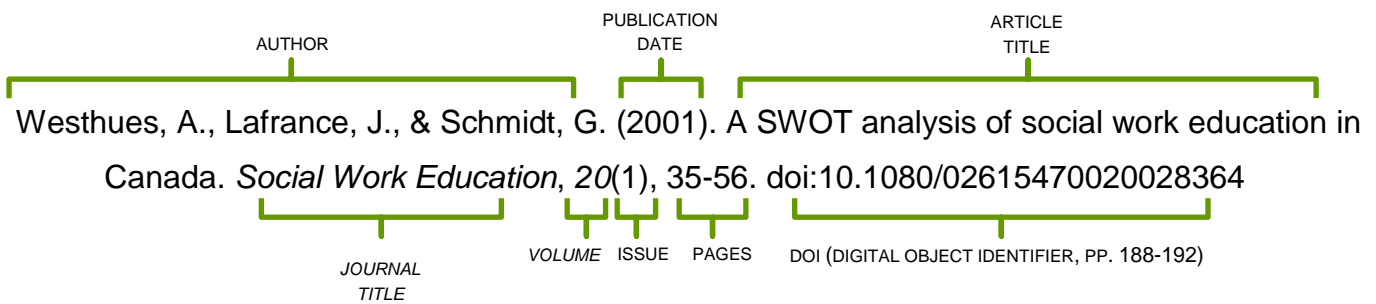 PUBLICATION
DATE
ARTICLE
TITLE
AUTHOR
Westhues, A., Lafrance, J., & Schmidt, G. (2001). A SWOT analysis of social work education in
Canada. Social Work Education, 20(1), 35-56. doi:10.1080/02615470020028364
JOURNAL
TITLE
VOLUME
ISSUE
PAGES
DOI (DIGITAL OBJECT IDENTIFIER, PP. 188-192)